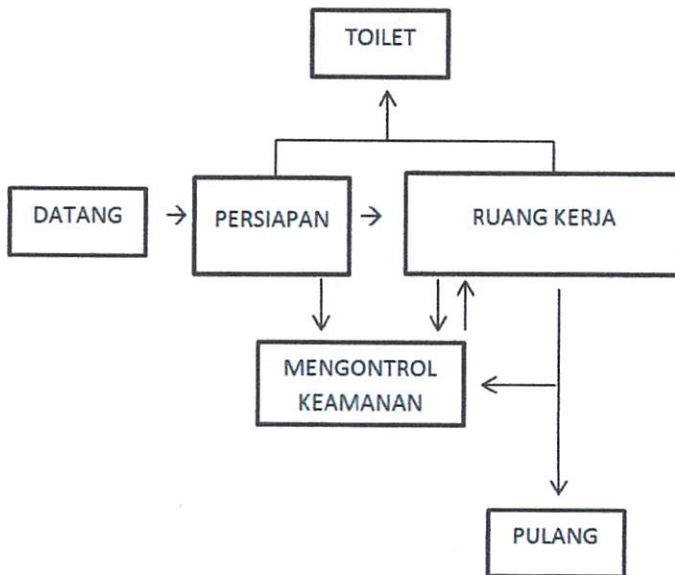 TOILET
DATANG
PERSIAPAN
RUANG KERJA
MENGONTROL
KEAMANAN
PULANG